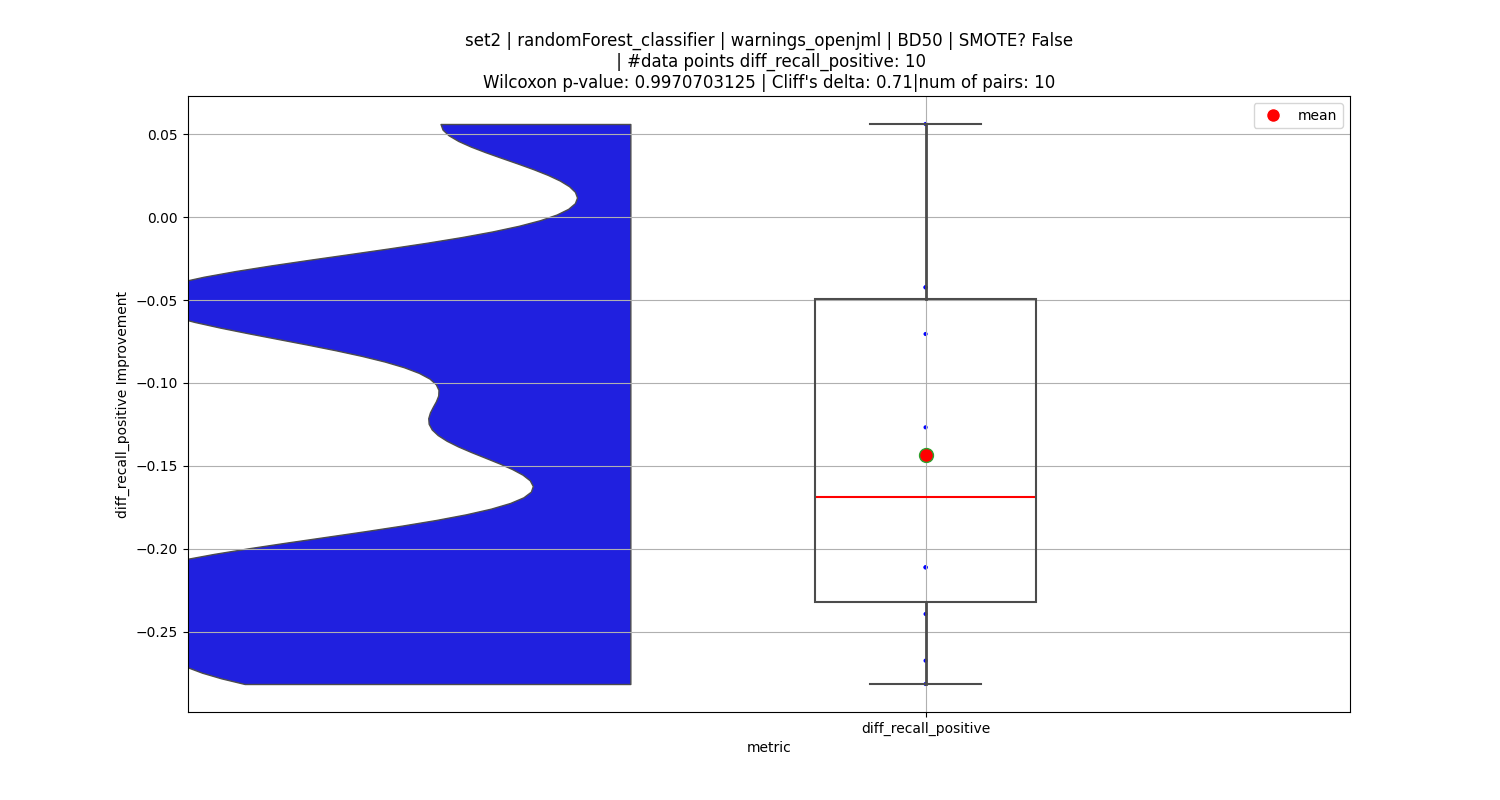 set2 | randomForest_classifier | warnings_openjml | BD50 | SMOTE? False
| #data points diff_recall_positive: 10
Wilcoxon p-value: 0.9970703125 | Cliff's delta: 0.71|num of pairs: 10
mean
0.05
0.00
−0.05
−0.10
−0.15
−0.20
−0.25
diff_recall_positive Improvement
diff_recall_positive
metric